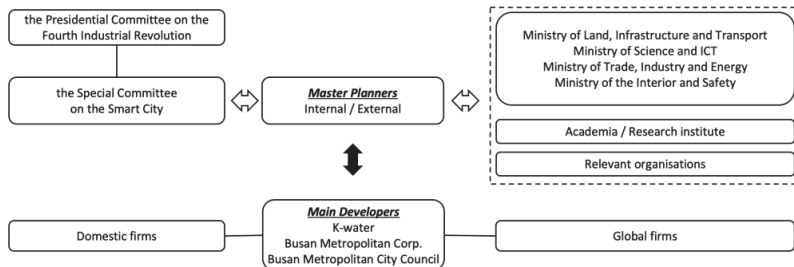 the Presidential Committee on the
Fourth Industrial Revolution
the Special Committee
on the Smart City
Master Planners
Internal / External
Ministry of Land, Infrastructure and Transport
Ministry of Science and ICT
Ministry of Trade, Industry and Energy
Ministry of the Interior and Safety
Academia / Research institute
Relevant organisations
Domestic firms
Main Developers
K-water
Busan Metropolitan Corp.
Busan Metropolitan City Council
Global firms